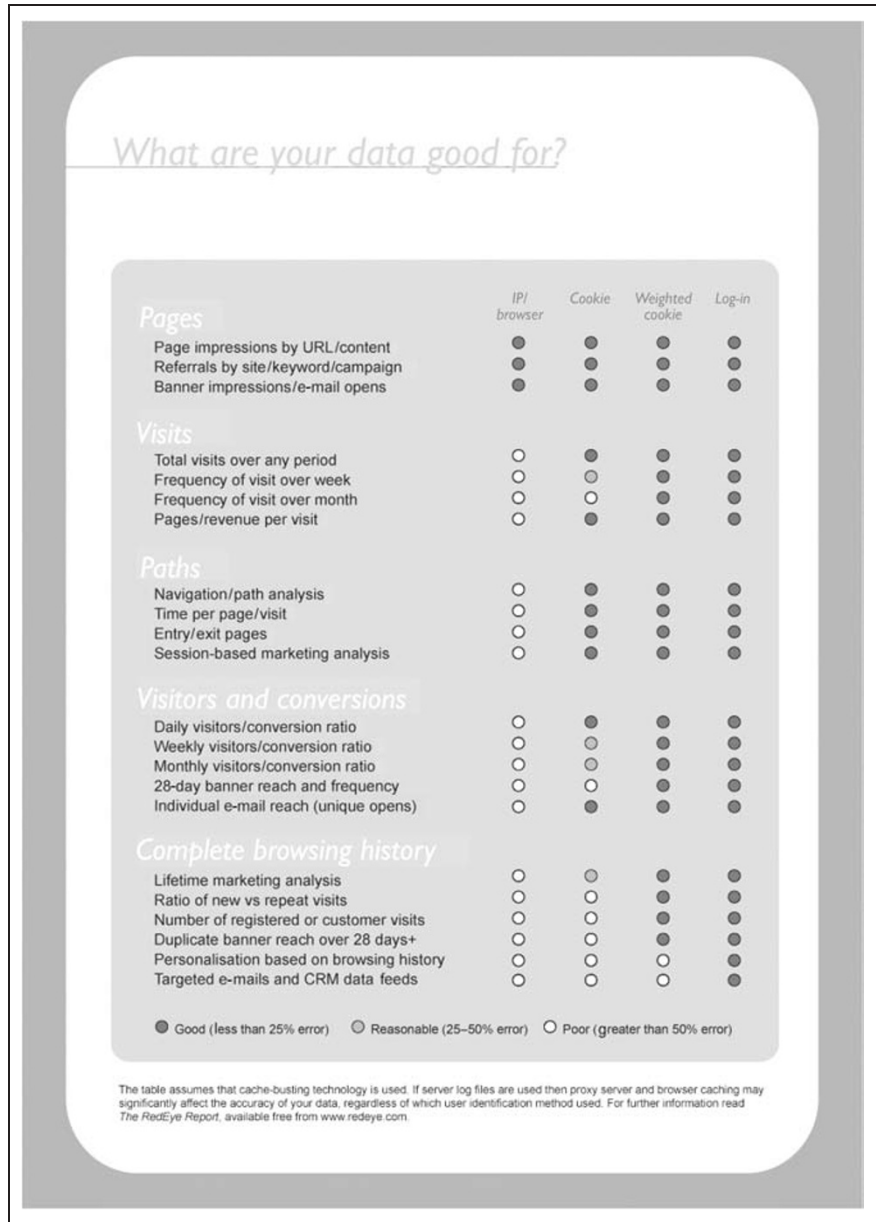 What are your data good for?
IP/ browser Cookie Weighted cookie Log-in
Pages
Page impressions by URL/content
Referrals by site/keyword/campaign
Banner impressions/e-mail opens
Visits
Total visits over any period
Frequency of visit over week
Frequency of visit over month
Pages/revenue per visit
Paths
Navigation/path analysis
Time per page/visit
Entry/exit pages
Session-based marketing analysis
Visitors and conversions
Daily visitors/conversion ratio
Weekly visitors/conversion ratio
Monthly visitors/conversion ratio
28-day banner reach and frequency
Individual e-mail reach (unique opens)
Complete browsing history
Lifetime marketing analysis
Ratio of new vs repeat visits
Number of registered or customer visits
Duplicate banner reach over 28 days+
Personalisation based on browsing history
Targeted e-mails and CRM data feeds
Good (less than 25% error) Reasonable (25–50% error) Poor (greater than 50% error)
The table assumes that cache-busting technology is used. If server log files are used then proxy server and browser caching may
significantly affect the accuracy of your data, regardless of which user identification method used. For further information read
The RedEye Report, available free from www.redeye.com.